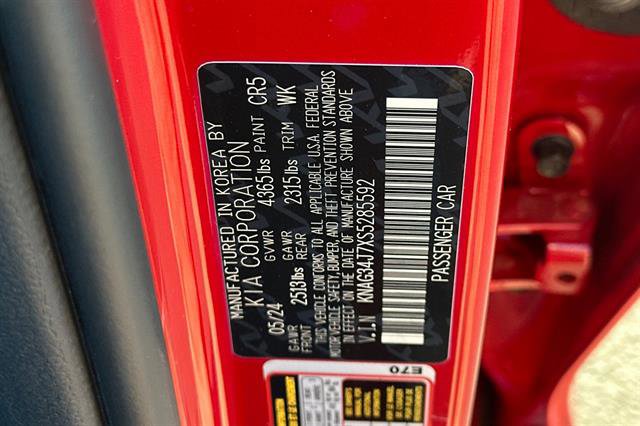 MANUFACTURED IN KOREA BY
KIA CORPORATION
05/24 GVWR 4365lbs PAINT CR5
GAWR 2513lbs GAWR REAR 2315lbs TRIM WK
THIS VEHICLE CONFORMS TO ALL APPLICABLE U.S.A. FEDERAL
MOTOR VEHICLE SAFETY, BUMPER, AND THEFT PREVENTION STANDARDS
IN EFFECT ON THE DATE OF MANUFACTURE SHOWN ABOVE
V.I.N KNAG34J7XS5285592
PASSENGER CAR
E70